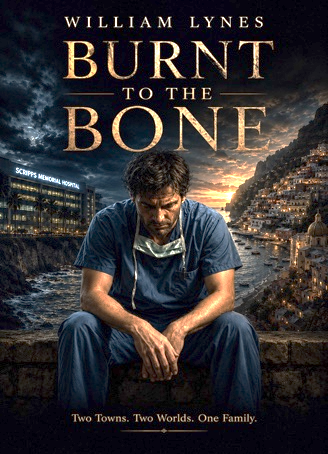 WILLIAM LYNES
BURNT
TO THE
BONE
SCRIPPS MEMORIAL HOSPITAL
Two Towns. Two Worlds. One Family.